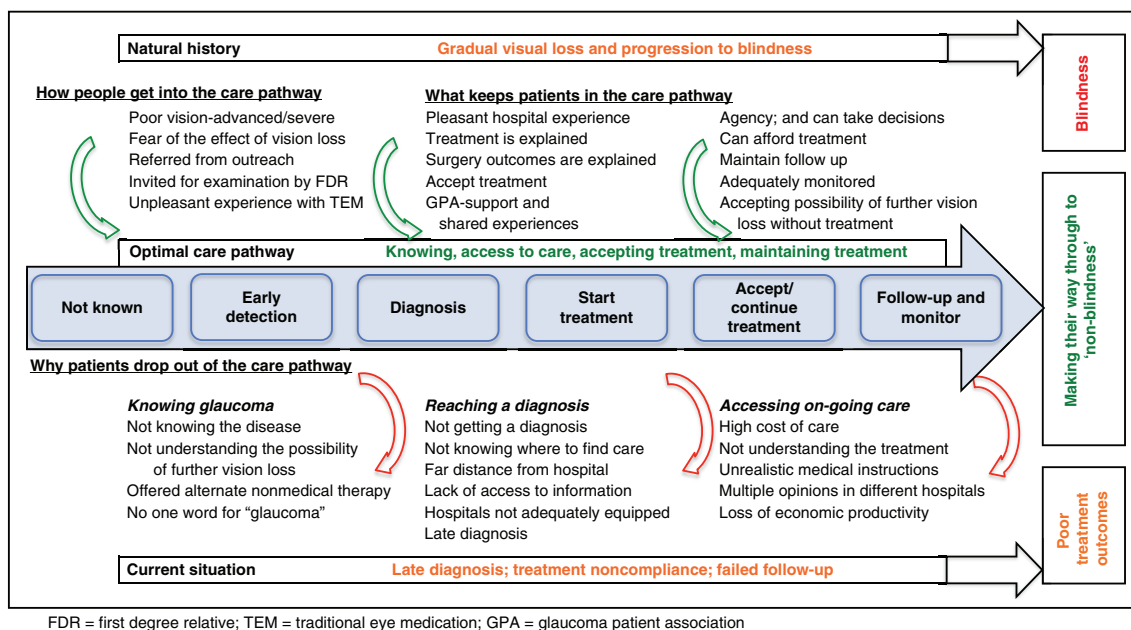 Natural history
Gradual visual loss and progression to blindness
Blindness
How people get into the care pathway
Poor vision-advanced/severe
Fear of the effect of vision loss
Referred from outreach
Invited for examination by FDR
Unpleasant experience with TEM
What keeps patients in the care pathway
Pleasant hospital experience
Treatment is explained
Surgery outcomes are explained
Accept treatment
GPA-support and
shared experiences
Agency; and can take decisions
Can afford treatment
Maintain follow up
Adequately monitored
Accepting possibility of further vision
loss without treatment
Optimal care pathway
Knowing, access to care, accepting treatment, maintaining treatment
Not known
Early
detection
Diagnosis
Start
treatment
Accept/
continue
treatment
Follow-up and
monitor
Making their way through to
‘non-blindness’
Why patients drop out of the care pathway
Knowing glaucoma
Not knowing the disease
Not understanding the possibility
of further vision loss
Offered alternate nonmedical therapy
No one word for “glaucoma”
Reaching a diagnosis
Not getting a diagnosis
Not knowing where to find care
Far distance from hospital
Lack of access to information
Hospitals not adequately equipped
Late diagnosis
Accessing on-going care
High cost of care
Not understanding the treatment
Unrealistic medical instructions
Multiple opinions in different hospitals
Loss of economic productivity
Current situation
Late diagnosis; treatment noncompliance; failed follow-up
Poor
treatment
outcomes
FDR = first degree relative; TEM = traditional eye medication; GPA = glaucoma patient association